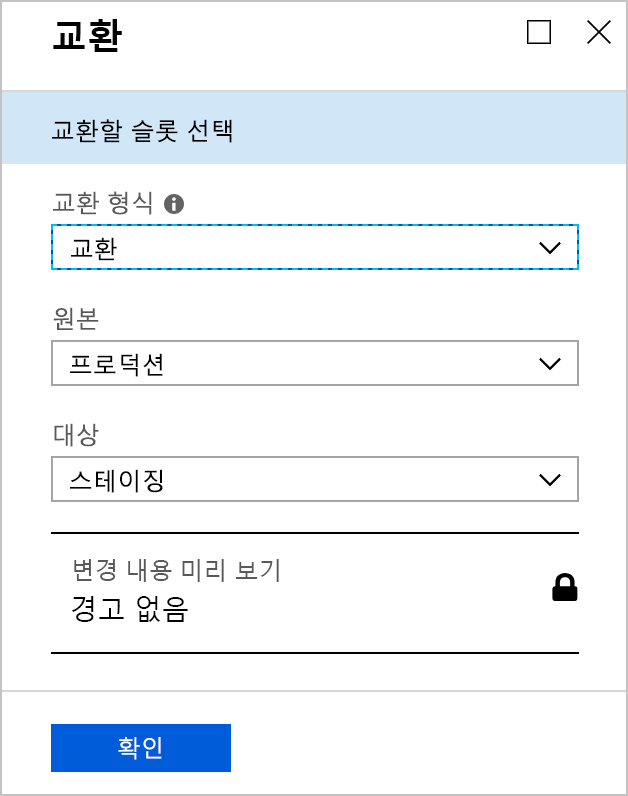 교환
교환할 슬롯 선택
교환 형식
교환
원본
프로덕션
대상
스테이징
변경 내용 미리 보기
경고 없음
확인